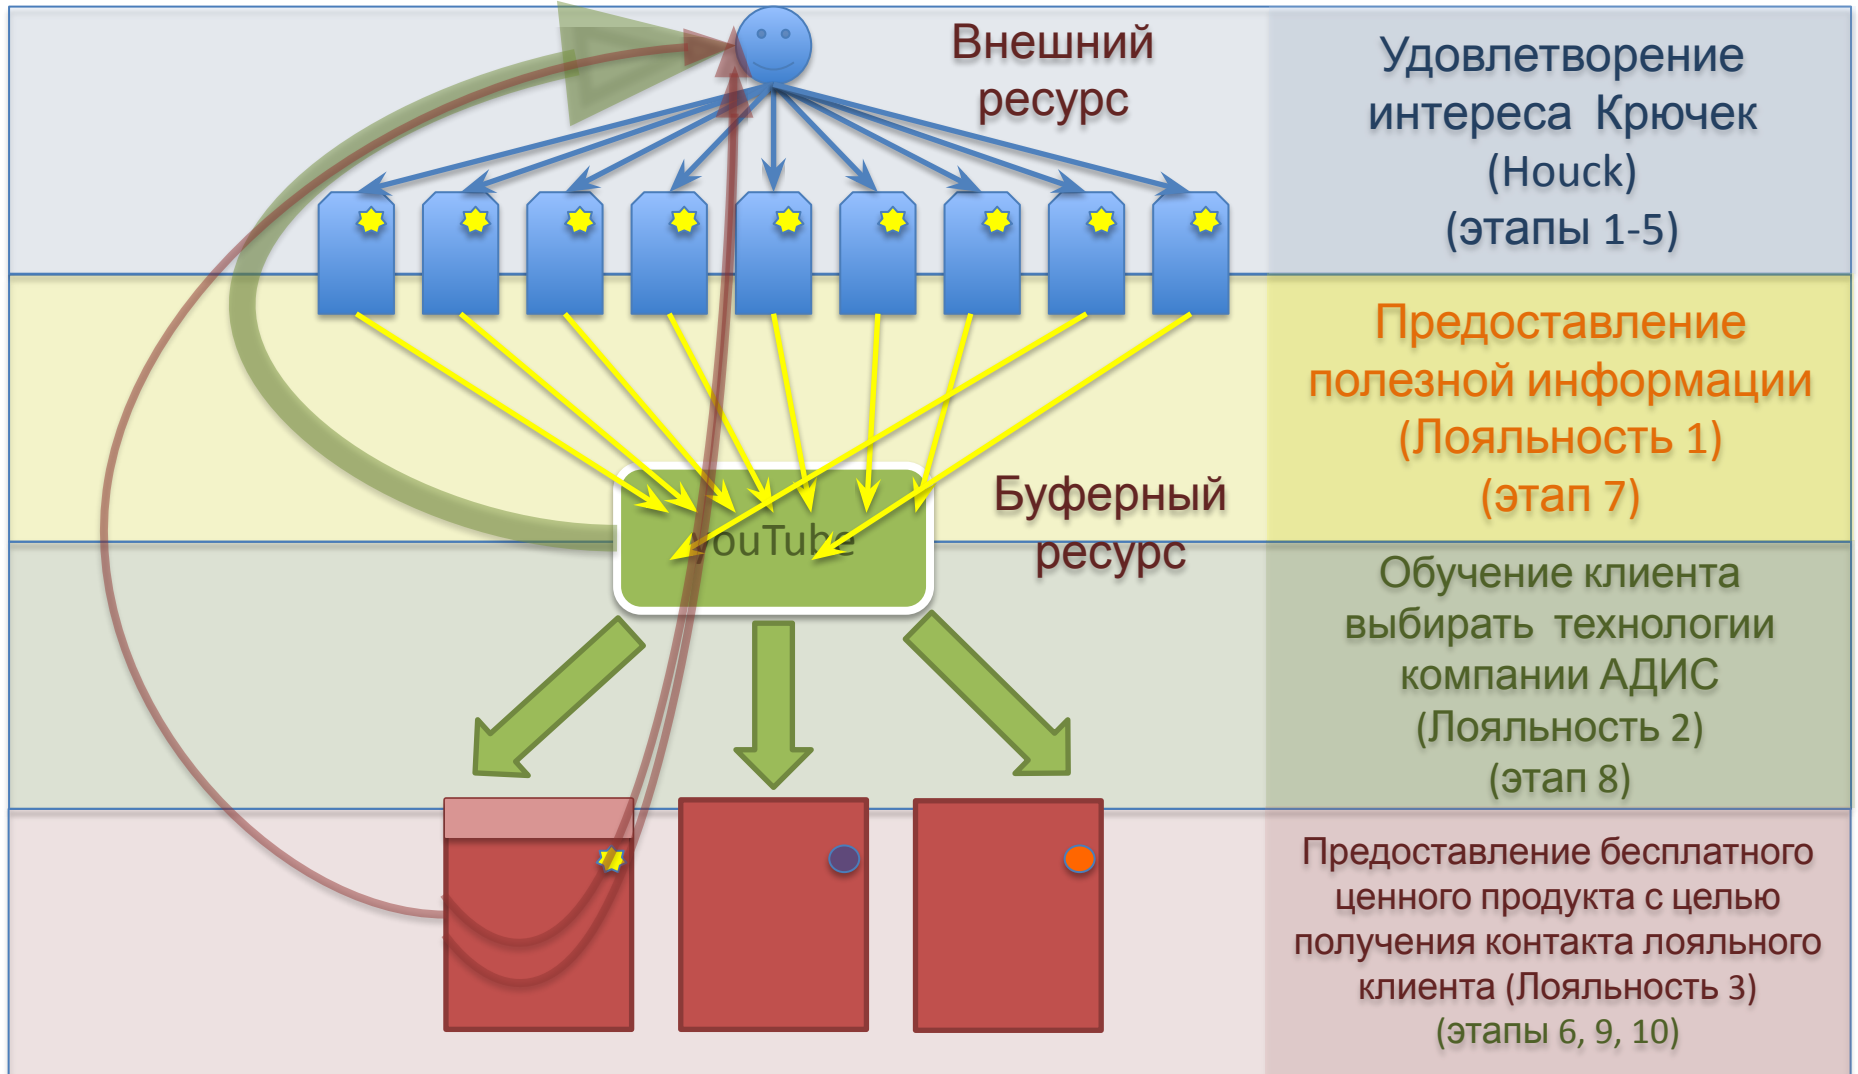 Внешний
ресурс
Удовлетворение
интереса Крючек
(Houck)
(этапы 1-5)
Предоставление
полезной информации
(Лояльность 1)
(этап 7)
Буферный
ресурс
youTube
Обучение клиента
выбирать технологии
компании АДИС
(Лояльность 2)
(этап 8)
Предоставление бесплатного
ценного продукта с целью
получения контакта лояльного
клиента (Лояльность 3)
(этапы 6, 9, 10)